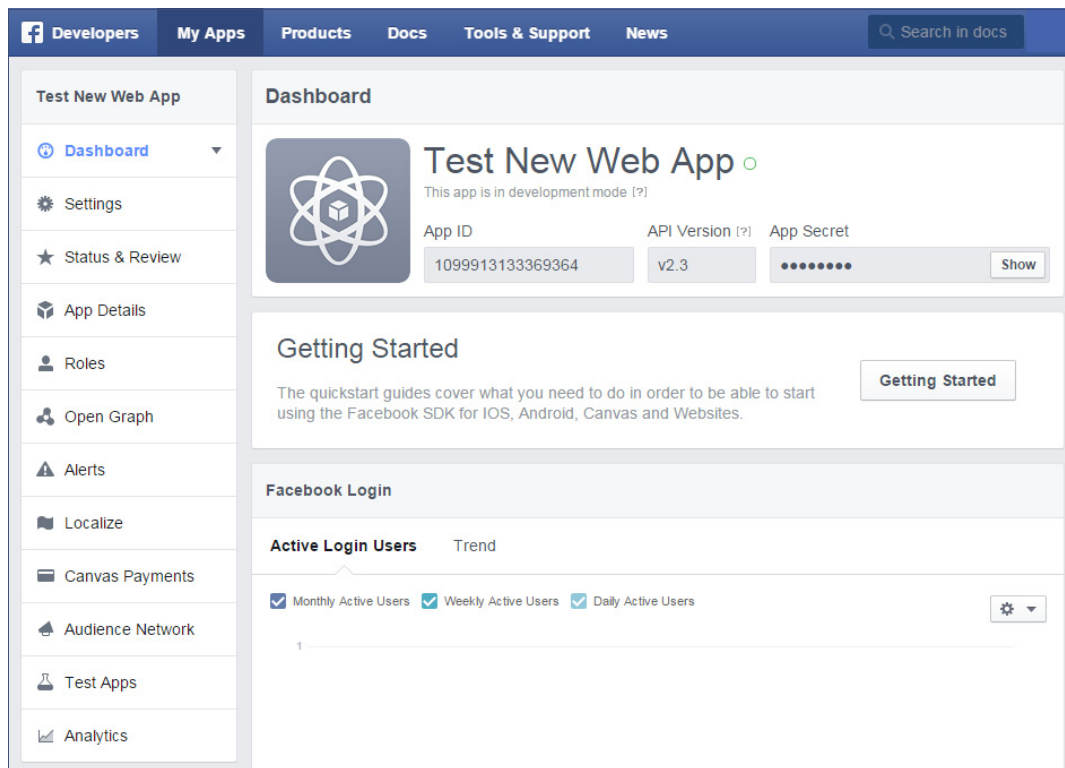 Developers My Apps Products Docs Tools & Support News Search in docs
Test New Web App
Dashboard
Settings
Status & Review
App Details
Roles
Open Graph
Alerts
Localize
Canvas Payments
Audience Network
Test Apps
Analytics
Dashboard
Test New Web App
This app is in development mode [?]
App ID API Version [?] App Secret
1099913133369364 v2.3 ●●●●●●●● Show
Getting Started
The quickstart guides cover what you need to do in order to be able to start
using the Facebook SDK for IOS, Android, Canvas and Websites.
Getting Started
Facebook Login
Active Login Users Trend
Monthly Active Users Weekly Active Users Daily Active Users
1